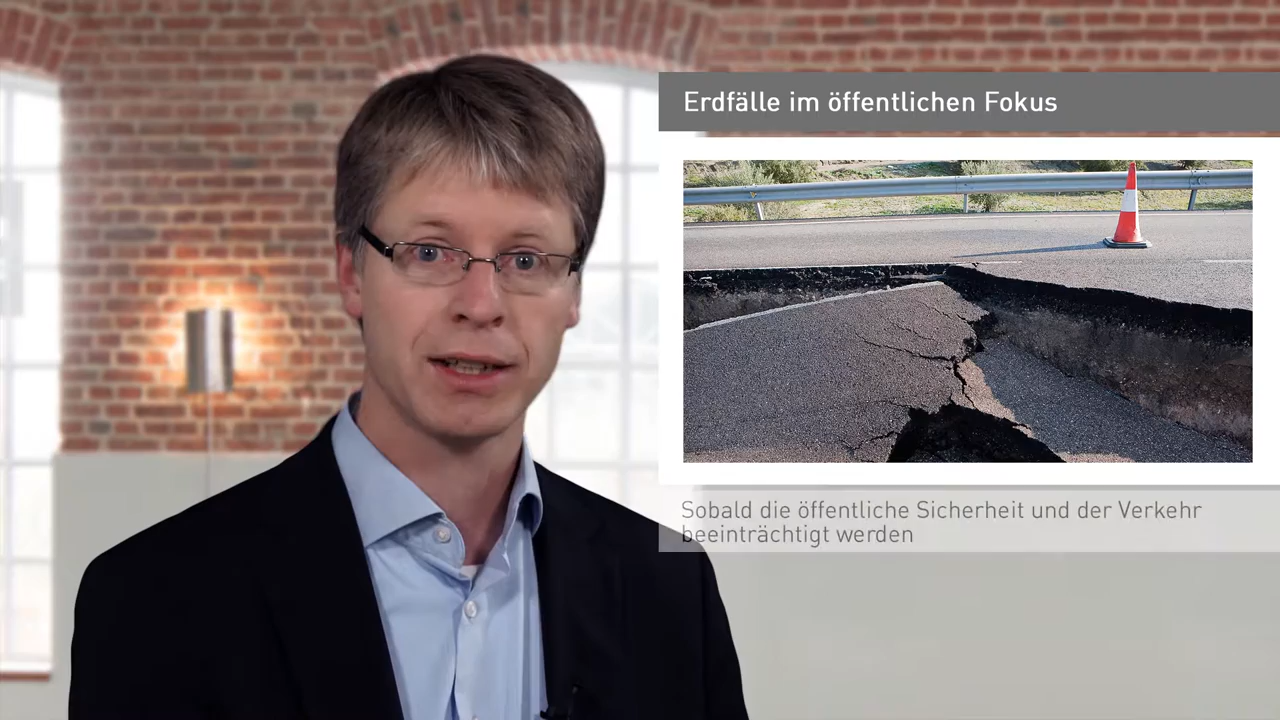 Erdfälle im öffentlichen Fokus
Sobald die öffentliche Sicherheit und der Verkehr
beeinträchtigt werden